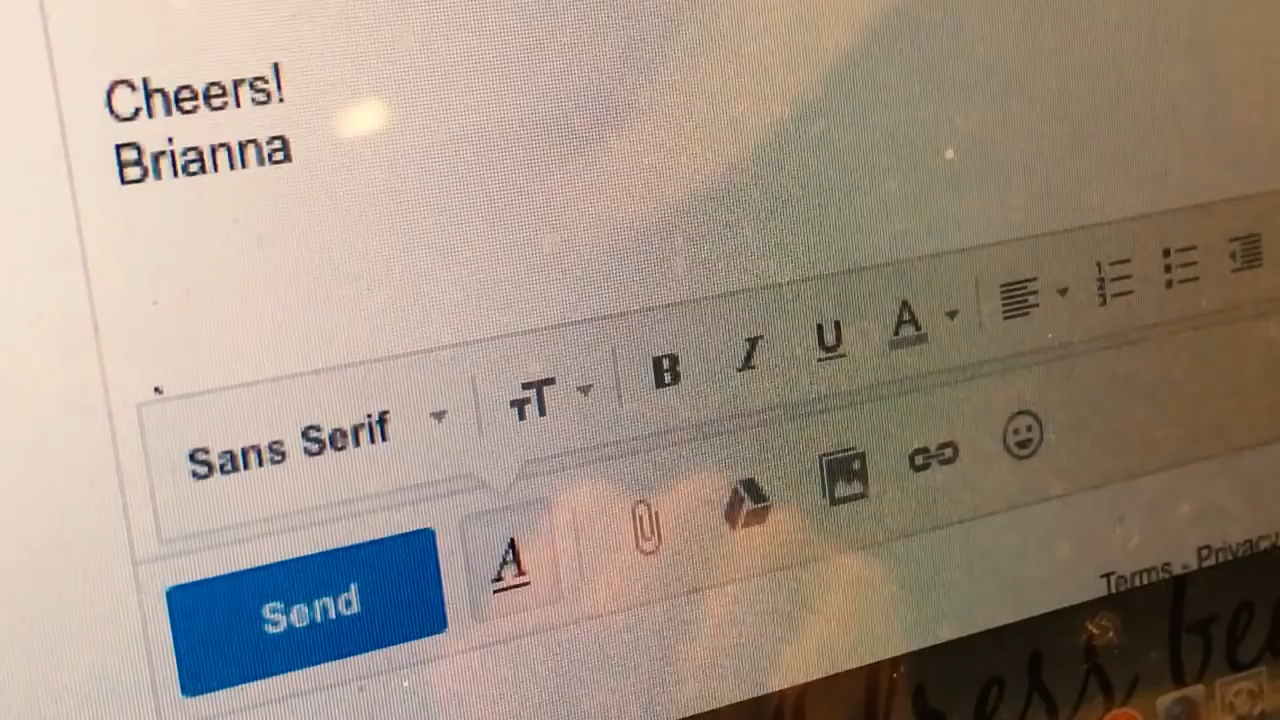 Cheers!
Brianna
Sans Serif
B I U A
Send A
Terms - Privacy